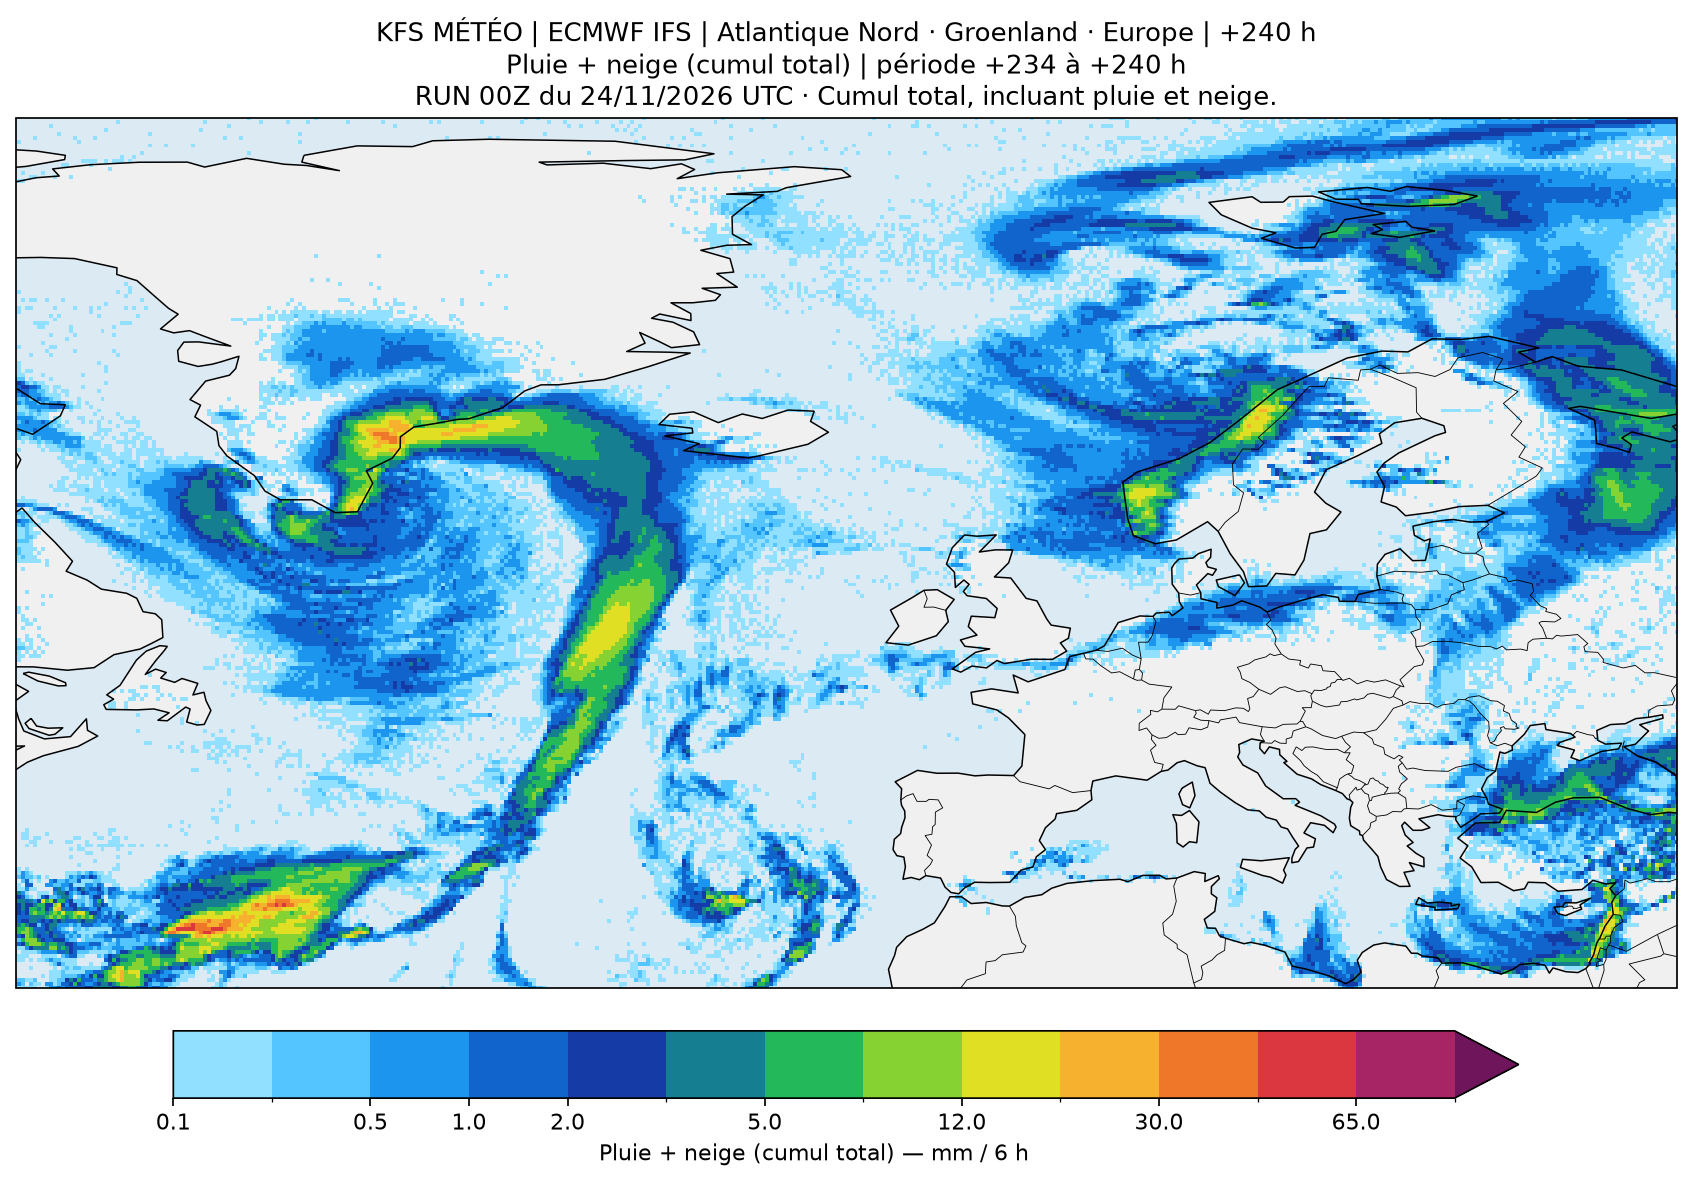 KFS MÉTÉO | ECMWF IFS | Atlantique Nord · Groenland · Europe | +240 h
Pluie + neige (cumul total) | période +234 à +240 h
RUN 00Z du 24/11/2026 UTC · Cumul total, incluant pluie et neige.
0.1 0.5 1.0 2.0 5.0 12.0 30.0 65.0
Pluie + neige (cumul total) — mm / 6 h